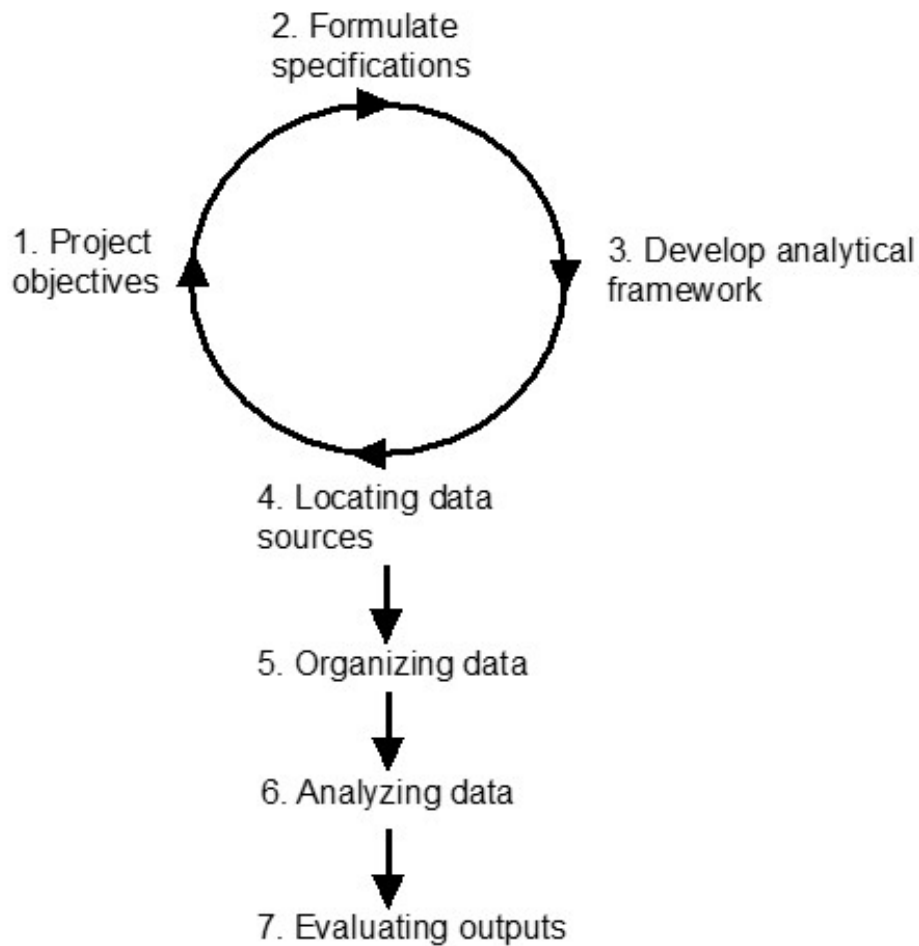 2. Formulate
specifications
1. Project
objectives
3. Develop analytical
framework
4. Locating data
sources
5. Organizing data
6. Analyzing data
7. Evaluating outputs